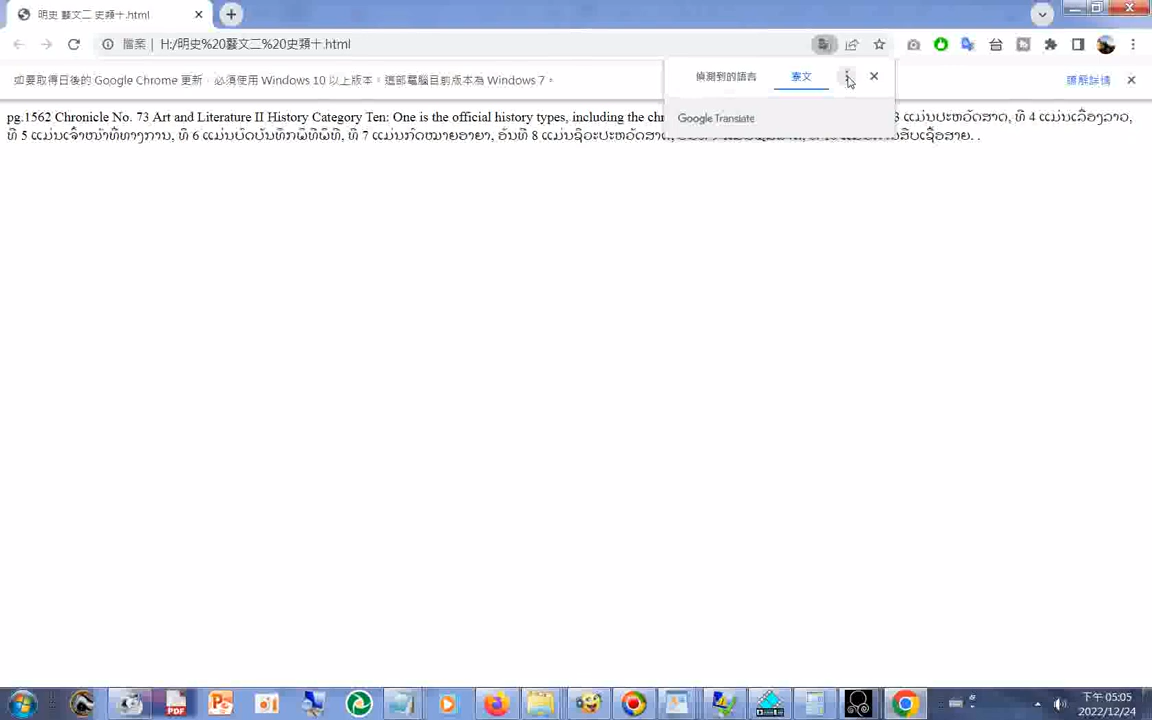 明史 藝文二 史類十.html
檔案 | H:/明史%20藝文二%20史類十.html
如要取得日後的 Google Chrome 更新，必須使用 Windows 10 以上版本。這部電腦目前版本為 Windows 7。
瞭解詳情
偵測到的語言 寮文
Google Translate
pg.1562 Chronicle No. 73 Art and Literature II History Category Ten: One is the official history types, including the chr 3 ແມ່ນປະຫວັດສາດ, ທີ 4 ແມ່ນເລື່ອງລາວ,
ທີ 5 ແມ່ນເຈົ້າໜ້າທີ່ທາງການ, ທີ 6 ແມ່ນບົດບັນທຶກພິທີພິທີ, ທີ 7 ແມ່ນກົດໝາຍອາຍາ, ອັນທີ 8 ແມ່ນຊີວະປະຫວັດສາດ, ສືບເຊື້ອສາຍ. .
下午 05:05
2022/12/24